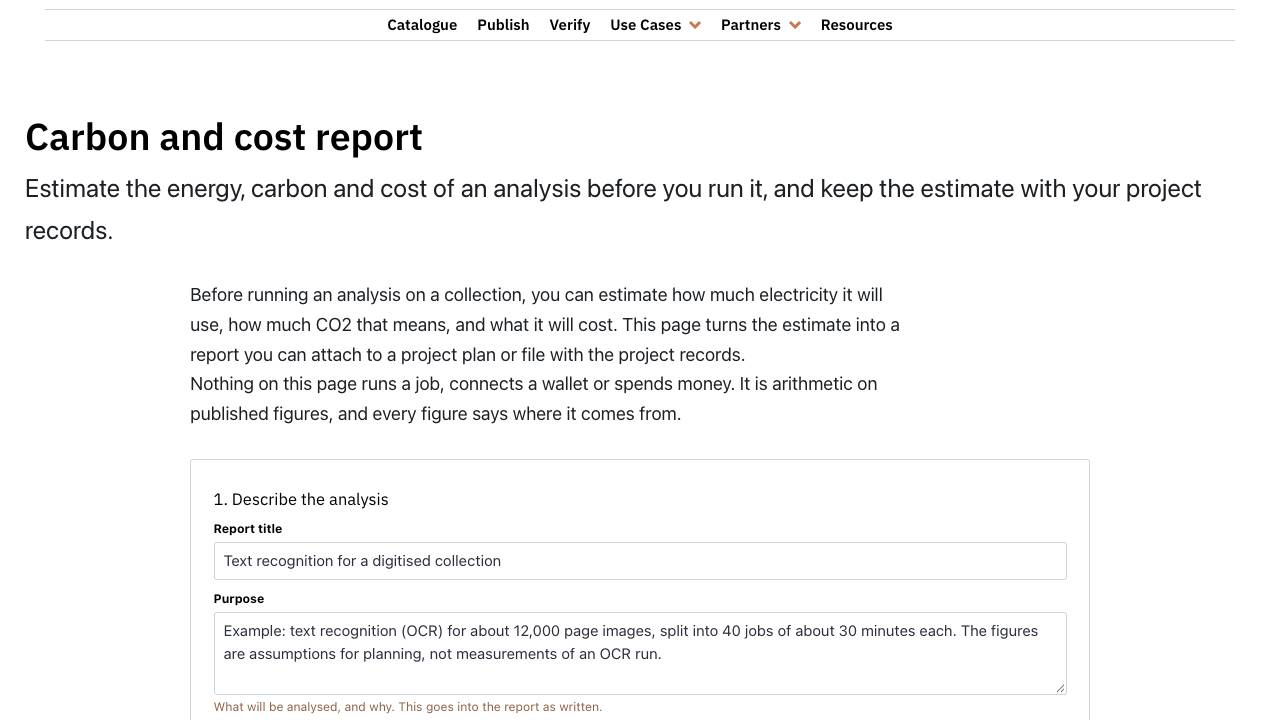 Catalogue Publish Verify Use Cases Partners Resources
Carbon and cost report
Estimate the energy, carbon and cost of an analysis before you run it, and keep the estimate with your project
records.
Before running an analysis on a collection, you can estimate how much electricity it will
use, how much CO2 that means, and what it will cost. This page turns the estimate into a
report you can attach to a project plan or file with the project records.
Nothing on this page runs a job, connects a wallet or spends money. It is arithmetic on
published figures, and every figure says where it comes from.
1. Describe the analysis
Report title
Text recognition for a digitised collection
Purpose
Example: text recognition (OCR) for about 12,000 page images, split into 40 jobs of about 30 minutes each. The figures
are assumptions for planning, not measurements of an OCR run.
What will be analysed, and why. This goes into the report as written.